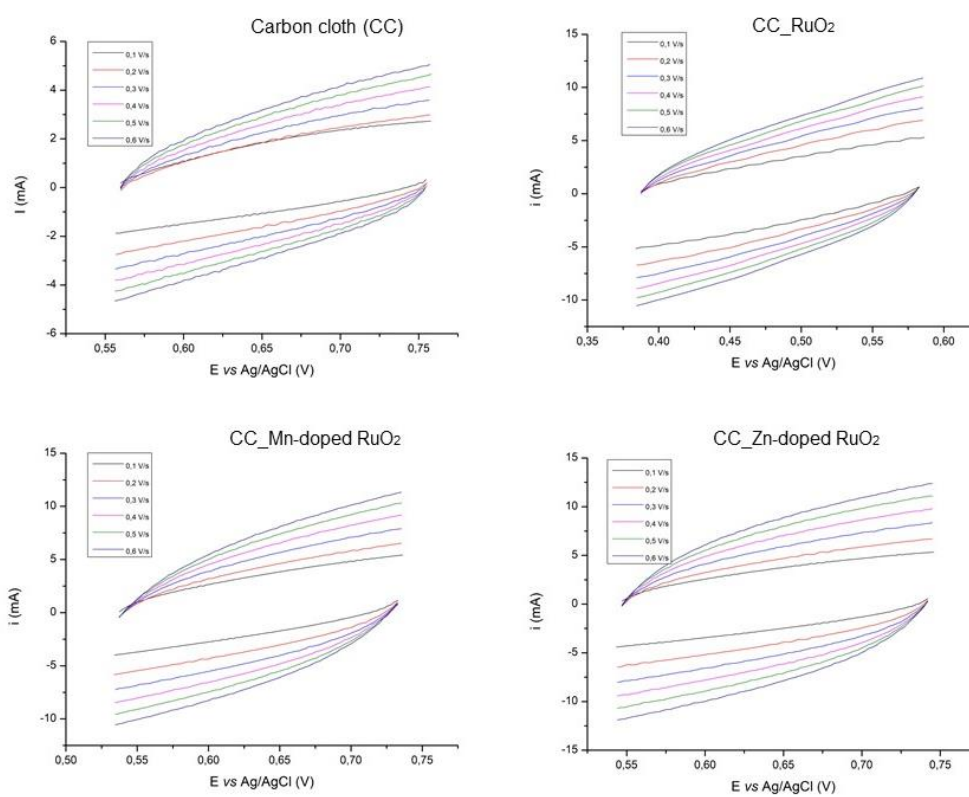 Carbon cloth (CC)
6
4
2
0
-2
-4
-6
I (mA)
0,1 V/s
0,2 V/s
0,3 V/s
0,4 V/s
0,5 V/s
0,6 V/s
0,50 0,55 0,60 0,65 0,70 0,75
E vs Ag/AgCl (V)
CC_RuO2
15
10
5
0
-5
-10
i (mA)
0,1 V/s
0,2 V/s
0,3 V/s
0,4 V/s
0,5 V/s
0,6 V/s
0,35 0,40 0,45 0,50 0,55 0,60
E vs Ag/AgCl (V)
CC_Mn-doped RuO2
15
10
5
0
-5
-10
i (mA)
0,1 V/s
0,2 V/s
0,3 V/s
0,4 V/s
0,5 V/s
0,6 V/s
0,50 0,55 0,60 0,65 0,70 0,75
E vs Ag/AgCl (V)
CC_Zn-doped RuO2
15
10
5
0
-5
-10
-15
i (mA)
0,1 V/s
0,2 V/s
0,3 V/s
0,4 V/s
0,5 V/s
0,6 V/s
0,55 0,60 0,65 0,70 0,75
E vs Ag/AgCl (V)